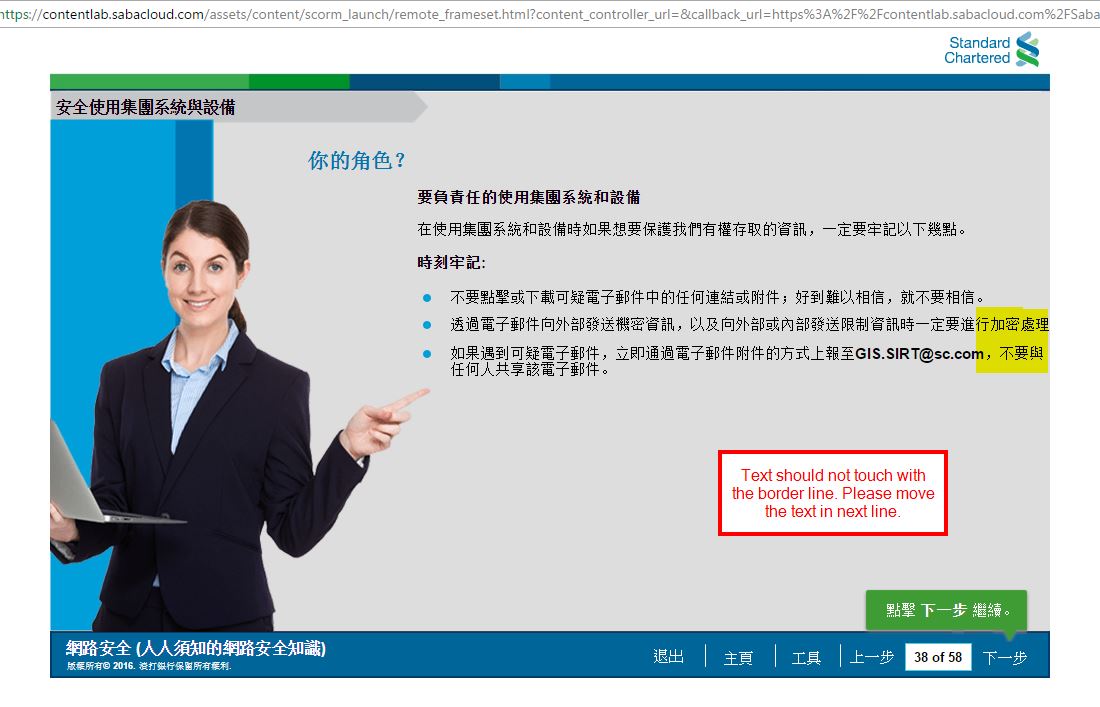 https://contentlab.sabacloud.com/assets/content/scorm_launch/remote_frameset.html?content_controller_url=&callback_url=https%3A%2F%2Fcontentlab.sabacloud.com%2FSaba
Standard
Chartered
安全使用集團系統與設備
你的角色？
要負責任的使用集團系統和設備
在使用集團系統和設備時如果想要保護我們有權存取的資訊，一定要牢記以下幾點。
時刻牢記:
不要點擊或下載可疑電子郵件中的任何連結或附件；好到難以相信，就不要相信。
透過電子郵件向外部發送機密資訊，以及向外部或內部發送限制資訊時一定要進行加密處理
如果遇到可疑電子郵件，立即通過電子郵件附件的方式上報至GIS.SIRT@sc.com，不要與
任何人共享該電子郵件。
Text should not touch with
the border line. Please move
the text in next line.
點擊 下一步 繼續。
網路安全 (人人須知的網路安全知識)
版權所有© 2016. 渣打銀行保留所有權利.
退出 主頁 工具 上一步 38 of 58 下一步